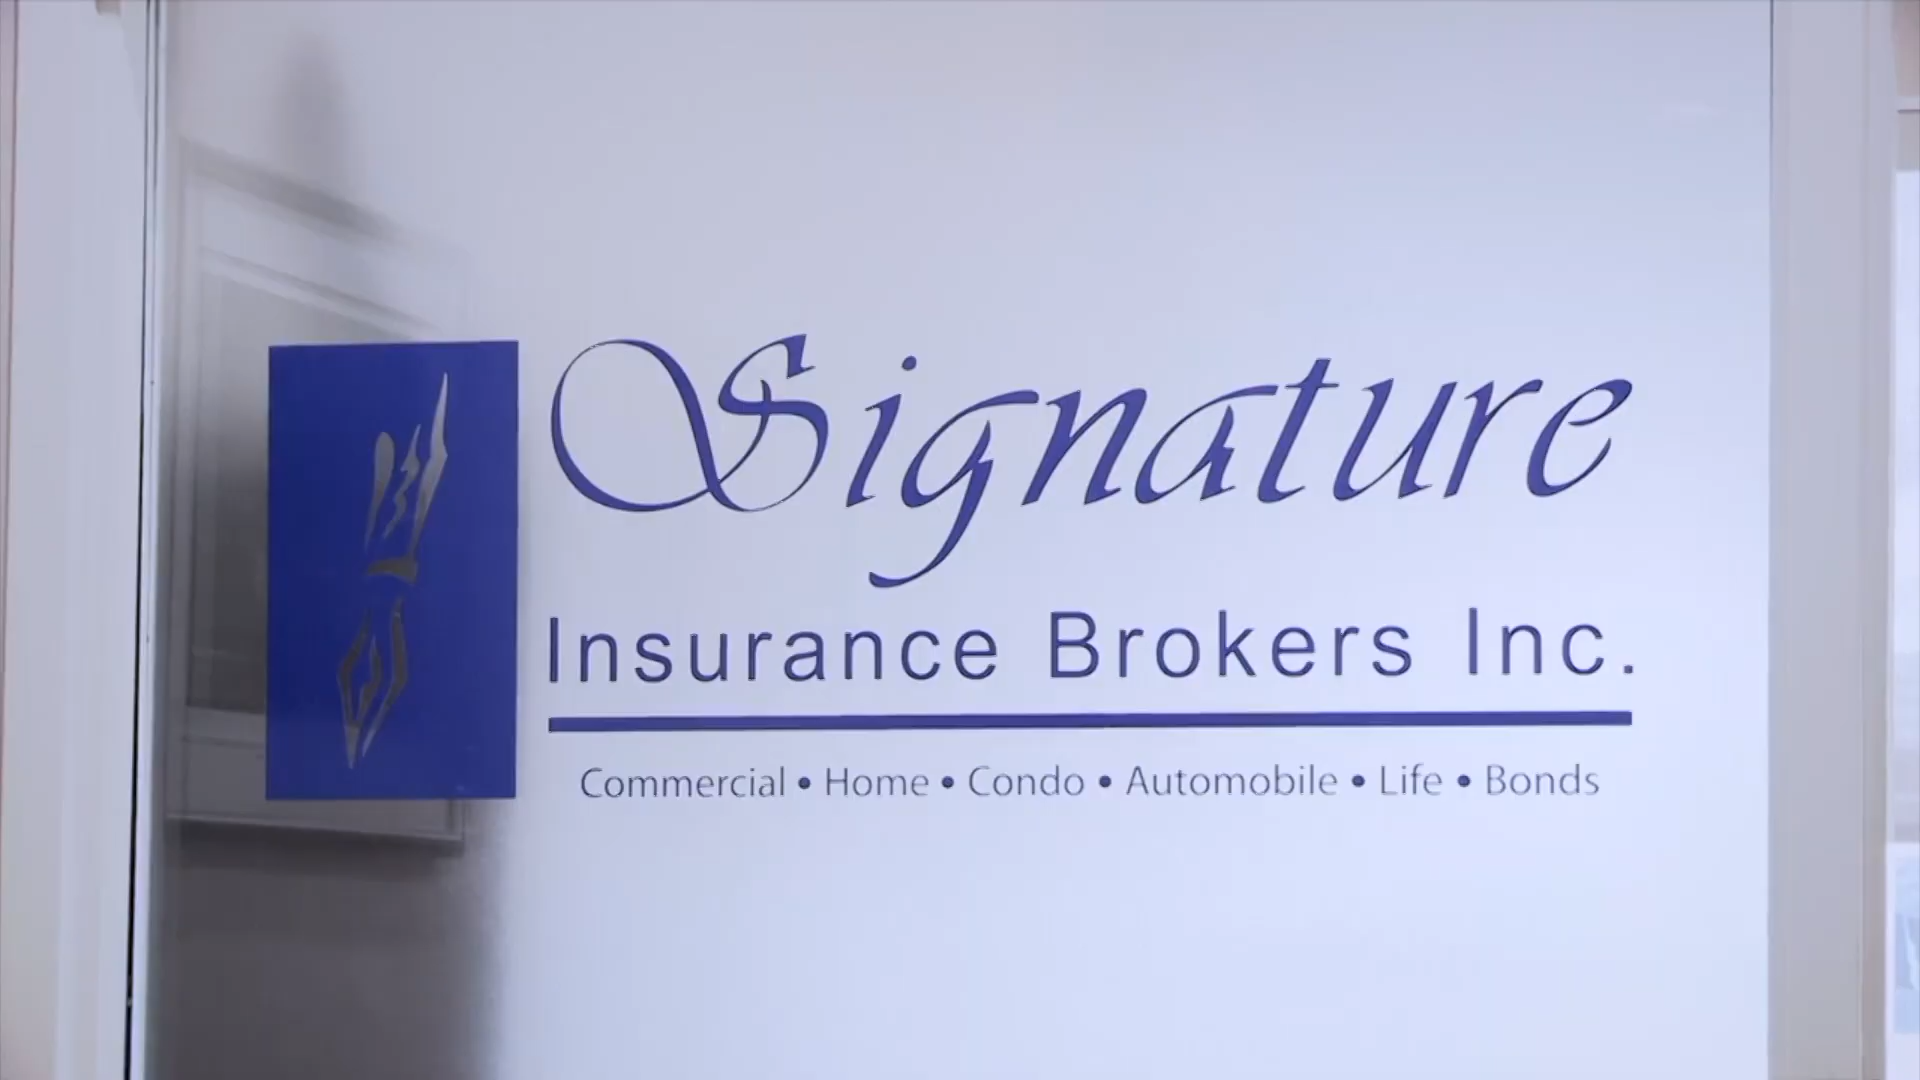 Signature
Insurance Brokers Inc.
Commercial • Home • Condo • Automobile • Life • Bonds